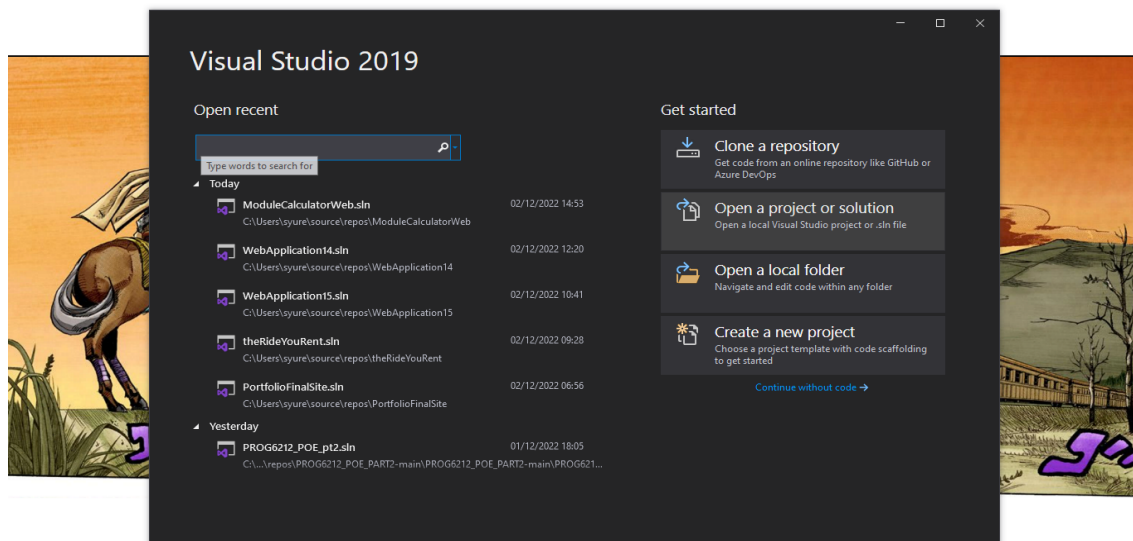 Visual Studio 2019
Open recent
Type words to search for
Today
ModuleCalculatorWeb.sln 02/12/2022 14:53
C:\Users\syure\source\repos\ModuleCalculatorWeb
WebApplication14.sln 02/12/2022 12:20
C:\Users\syure\source\repos\WebApplication14
WebApplication15.sln 02/12/2022 10:41
C:\Users\syure\source\repos\WebApplication15
theRideYouRent.sln 02/12/2022 09:28
C:\Users\syure\source\repos\theRideYouRent
PortfolioFinalSite.sln 02/12/2022 06:56
C:\Users\syure\source\repos\PortfolioFinalSite
Yesterday
PROG6212_POE_pt2.sln 01/12/2022 18:05
C:\...\repos\PROG6212_POE_PART2-main\PROG6212_POE_PART2-main\PROG621...
Get started
Clone a repository
Get code from an online repository like GitHub or
Azure DevOps
Open a project or solution
Open a local Visual Studio project or .sln file
Open a local folder
Navigate and edit code within any folder
Create a new project
Choose a project template with code scaffolding
to get started
Continue without code →